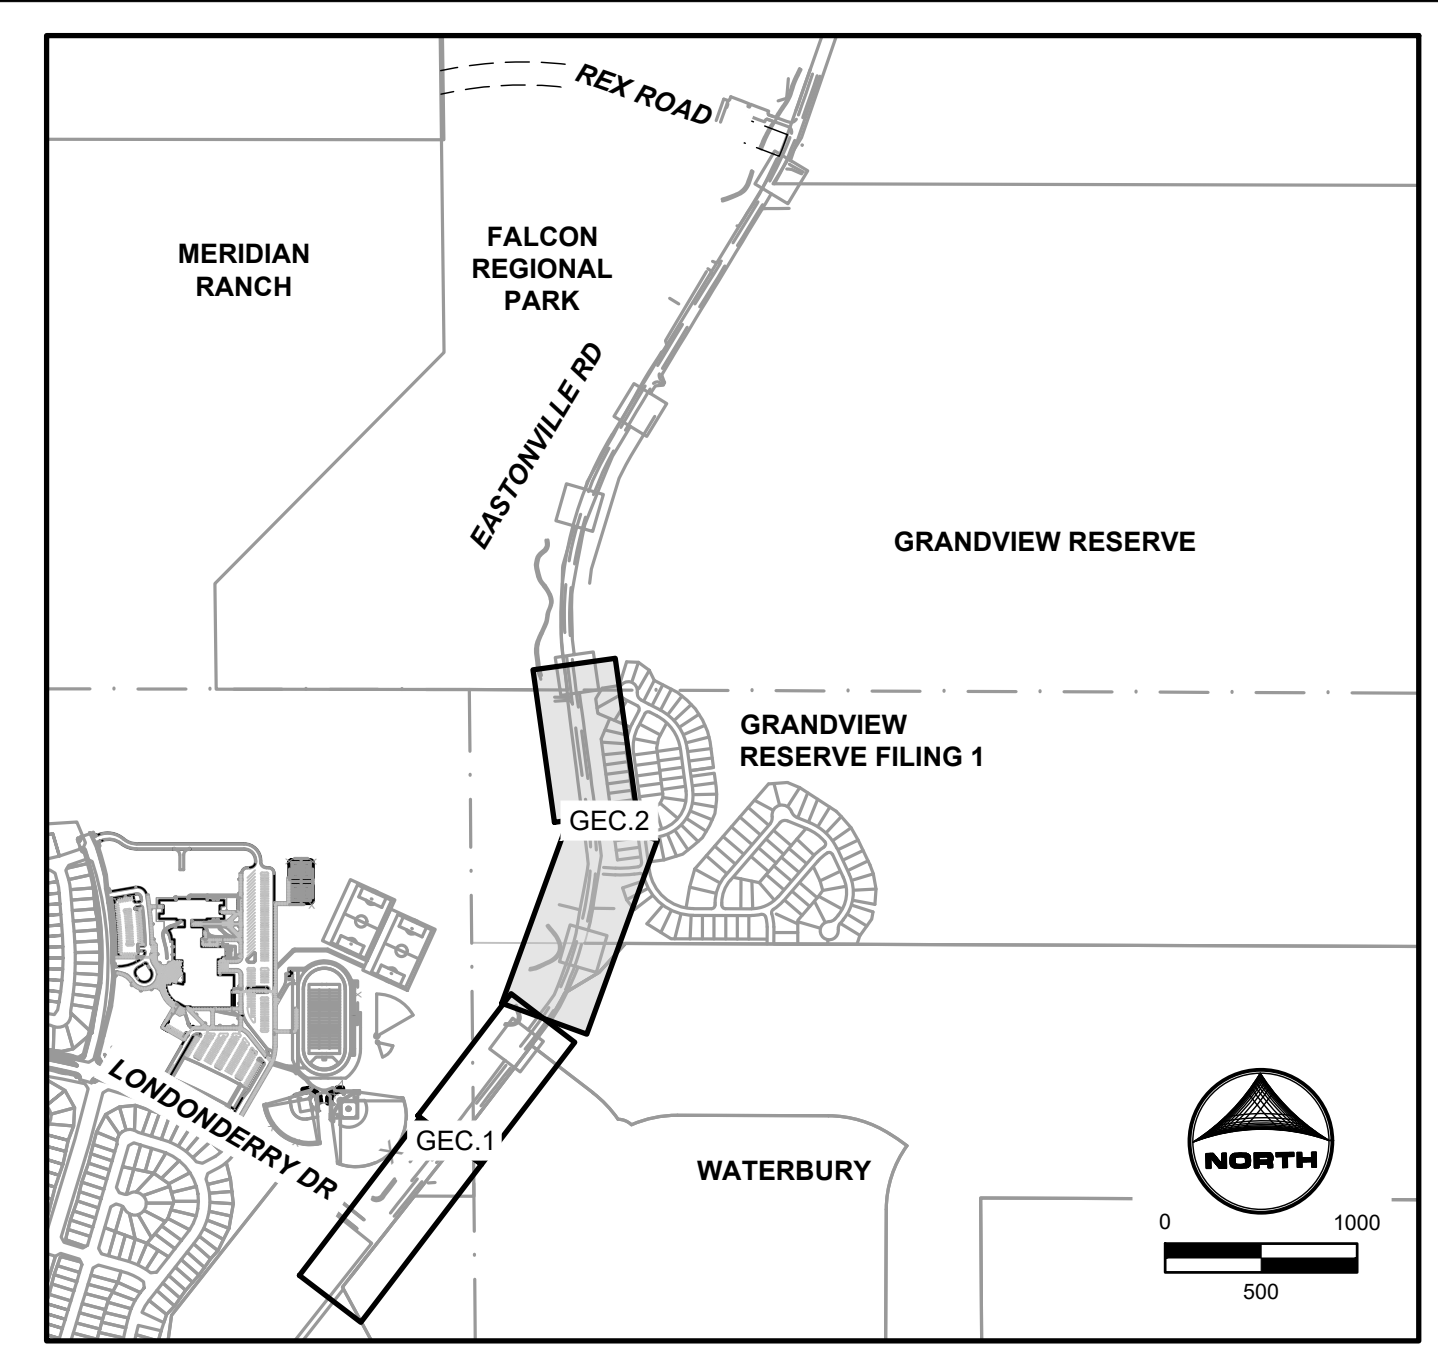 REX ROAD
MERIDIAN
RANCH
FALCON
REGIONAL
PARK
EASTONVILLE RD
GRANDVIEW RESERVE
GRANDVIEW
RESERVE FILING 1
GEC.2
LONDONDERRY DR
GEC.1
WATERBURY
NORTH
0
1000
500